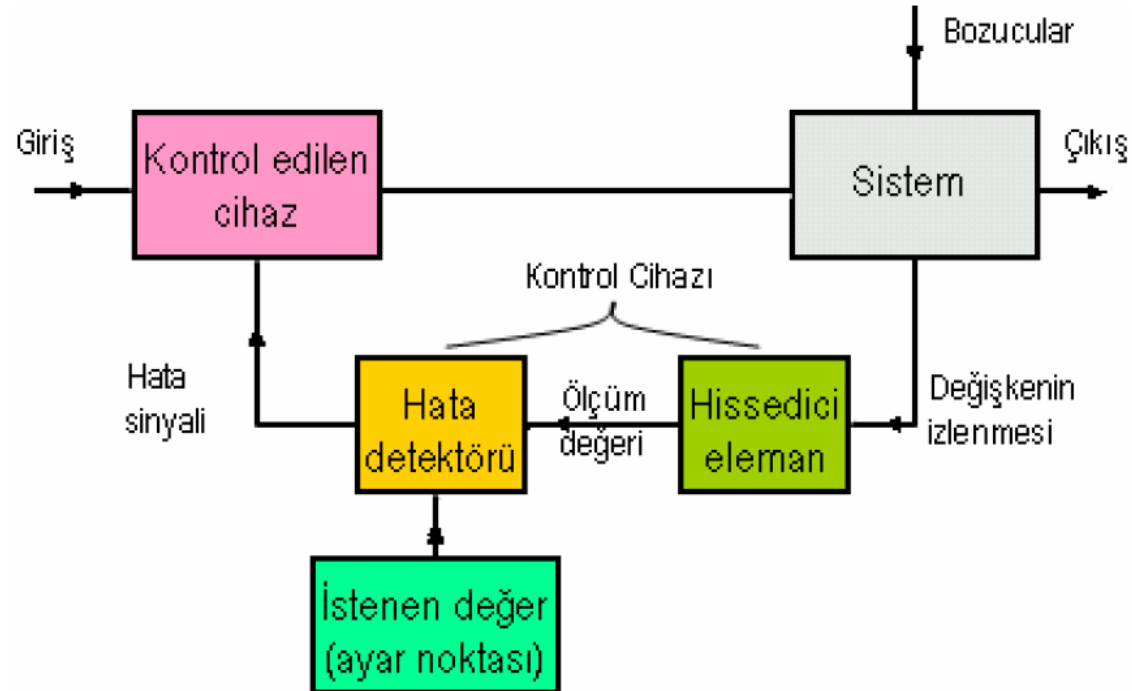 Bozucular
Giriş
Kontrol edilen
cihaz
Sistem
Çıkış
Kontrol Cihazı
Hata
sinyali
Hata
detektörü
Ölçüm
değeri
Hissedici
eleman
Değişkenin
izlenmesi
İstenen değer
(ayar noktası)